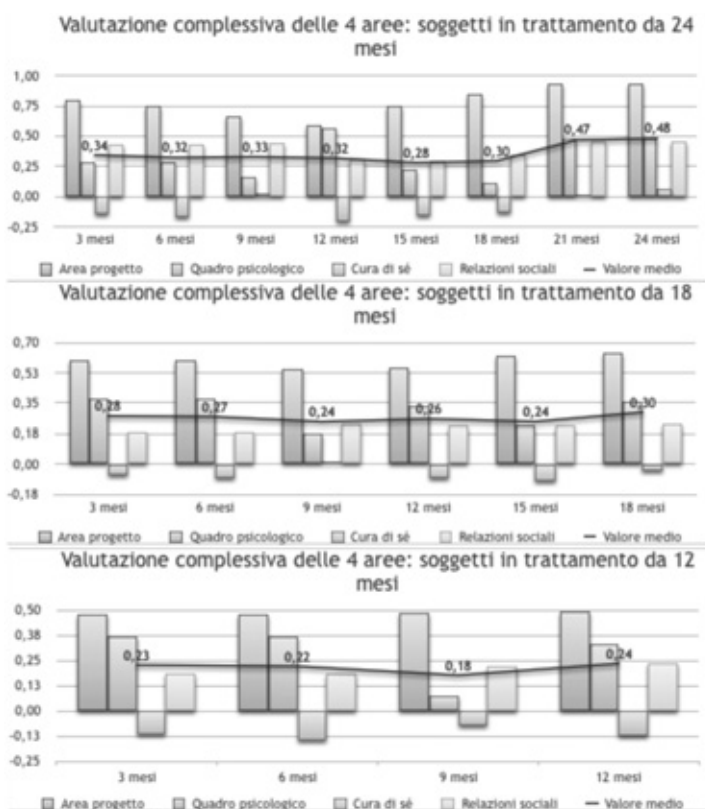 Valutazione complessiva delle 4 aree: soggetti in trattamento da 24
mesi
1,00
0,75
0,50
0,25
0,00
-0,25
0,34 0,32 0,33 0,32 0,28 0,30 0,47 0,48
3 mesi 6 mesi 9 mesi 12 mesi 15 mesi 18 mesi 21 mesi 24 mesi
Area progetto Quadro psicologico Cura di sé Relazioni sociali Valore medio
Valutazione complessiva delle 4 aree: soggetti in trattamento da 18
mesi
0,70
0,53
0,35
0,18
0,00
-0,18
0,28 0,27 0,24 0,26 0,24 0,30
3 mesi 6 mesi 9 mesi 12 mesi 15 mesi 18 mesi
Area progetto Quadro psicologico Cura di sé Relazioni sociali Valore medio
Valutazione complessiva delle 4 aree: soggetti in trattamento da 12
mesi
0,50
0,38
0,25
0,13
0,00
-0,13
-0,25
0,23 0,22 0,18 0,24
3 mesi 6 mesi 9 mesi 12 mesi
Area progetto Quadro psicologico Cura di sé Relazioni sociali Valore medio